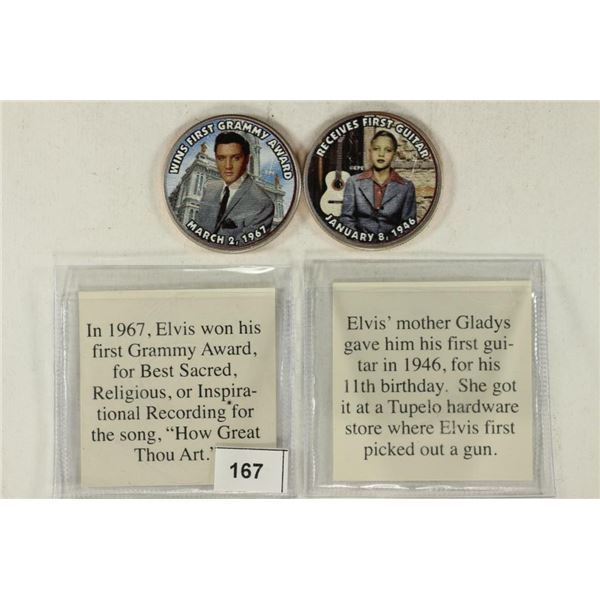 WINS FIRST GRAMMY AWARD
MARCH 2, 1967
RECEIVES FIRST GUITAR
JANUARY 8, 1946
In 1967, Elvis won his
first Grammy Award,
for Best Sacred,
Religious, or Inspira-
tional Recording for
the song, “How Great
Thou Art.”
167
Elvis’ mother Gladys
gave him his first gui-
tar in 1946, for his
11th birthday. She got
it at a Tupelo hardware
store where Elvis first
picked out a gun.